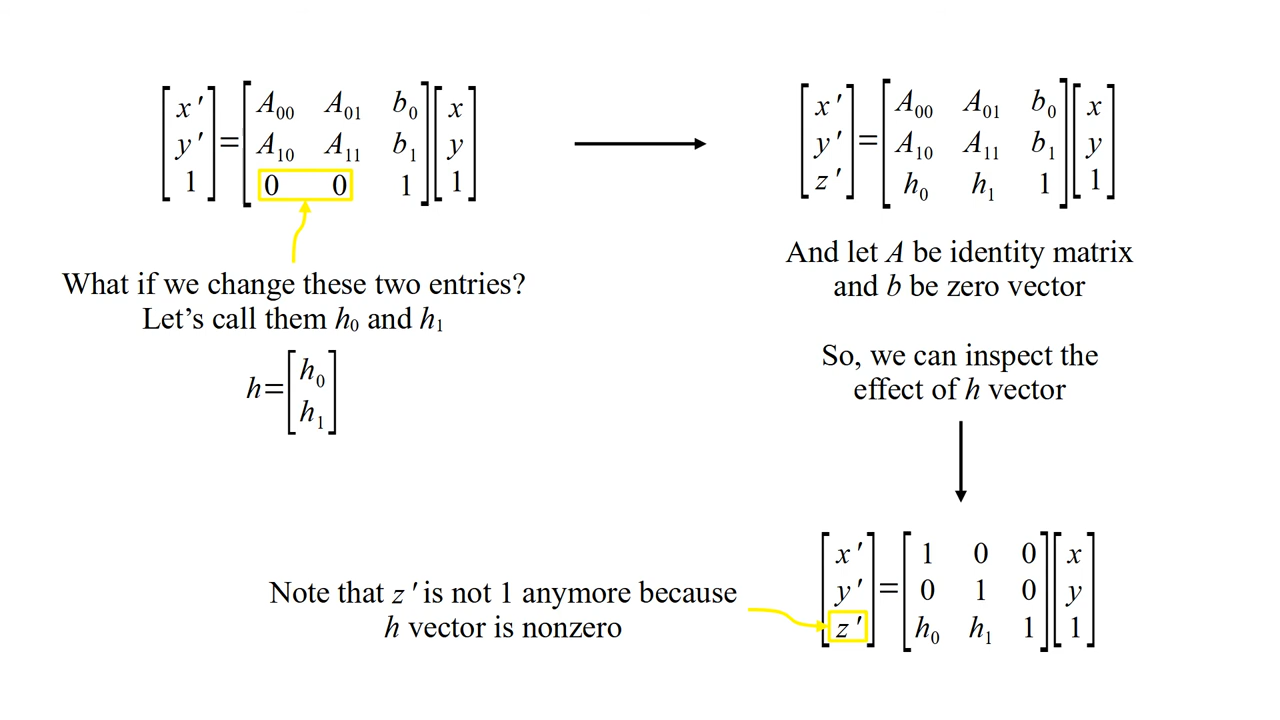 [x′ y′ 1] = [A₀₀ A₀₁ b₀; A₁₀ A₁₁ b₁; 0 0 1] [x y 1]
What if we change these two entries?
Let's call them h₀ and h₁
h = [h₀ h₁]
[x′ y′ z′] = [A₀₀ A₀₁ b₀; A₁₀ A₁₁ b₁; h₀ h₁ 1] [x y 1]
And let A be identity matrix
and b be zero vector
So, we can inspect the
effect of h vector
Note that z′ is not 1 anymore because
h vector is nonzero
[x′ y′ z′] = [1 0 0; 0 1 0; h₀ h₁ 1] [x y 1]